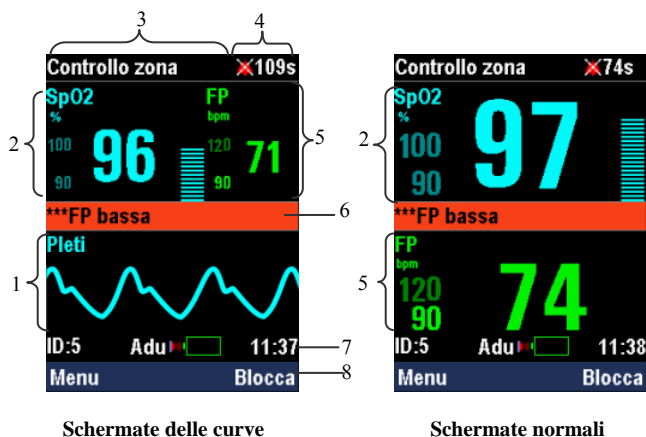 3
4
Controllo zona 109s
SpO2 FP
% bpm
100 96 120 71
90 90
2
5
***FP bassa
6
Pleti
1
ID:5 Adu 11:37
7
Menu Blocca
8
Schermate delle curve
Controllo zona 74s
SpO2
%
100 97
90
2
***FP bassa
FP
bpm
120 74
90
5
ID:5 Adu 11:38
Menu Blocca
Schermate normali